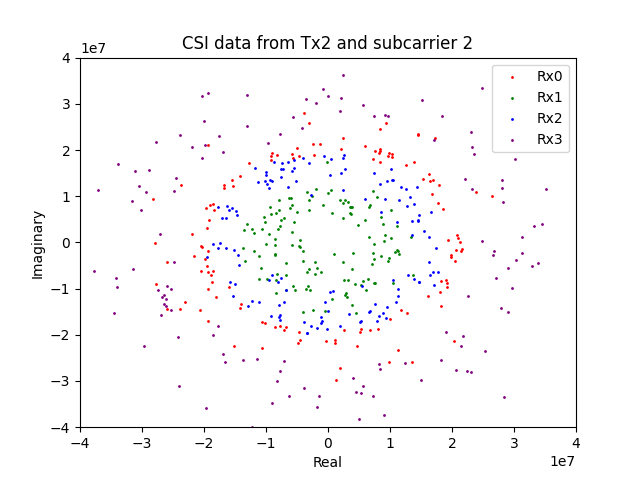 CSI data from Tx2 and subcarrier 2
1e7
4
3
2
1
0
−1
−2
−3
−4
Imaginary
−4 −3 −2 −1 0 1 2 3 4
Real
1e7
Rx0
Rx1
Rx2
Rx3